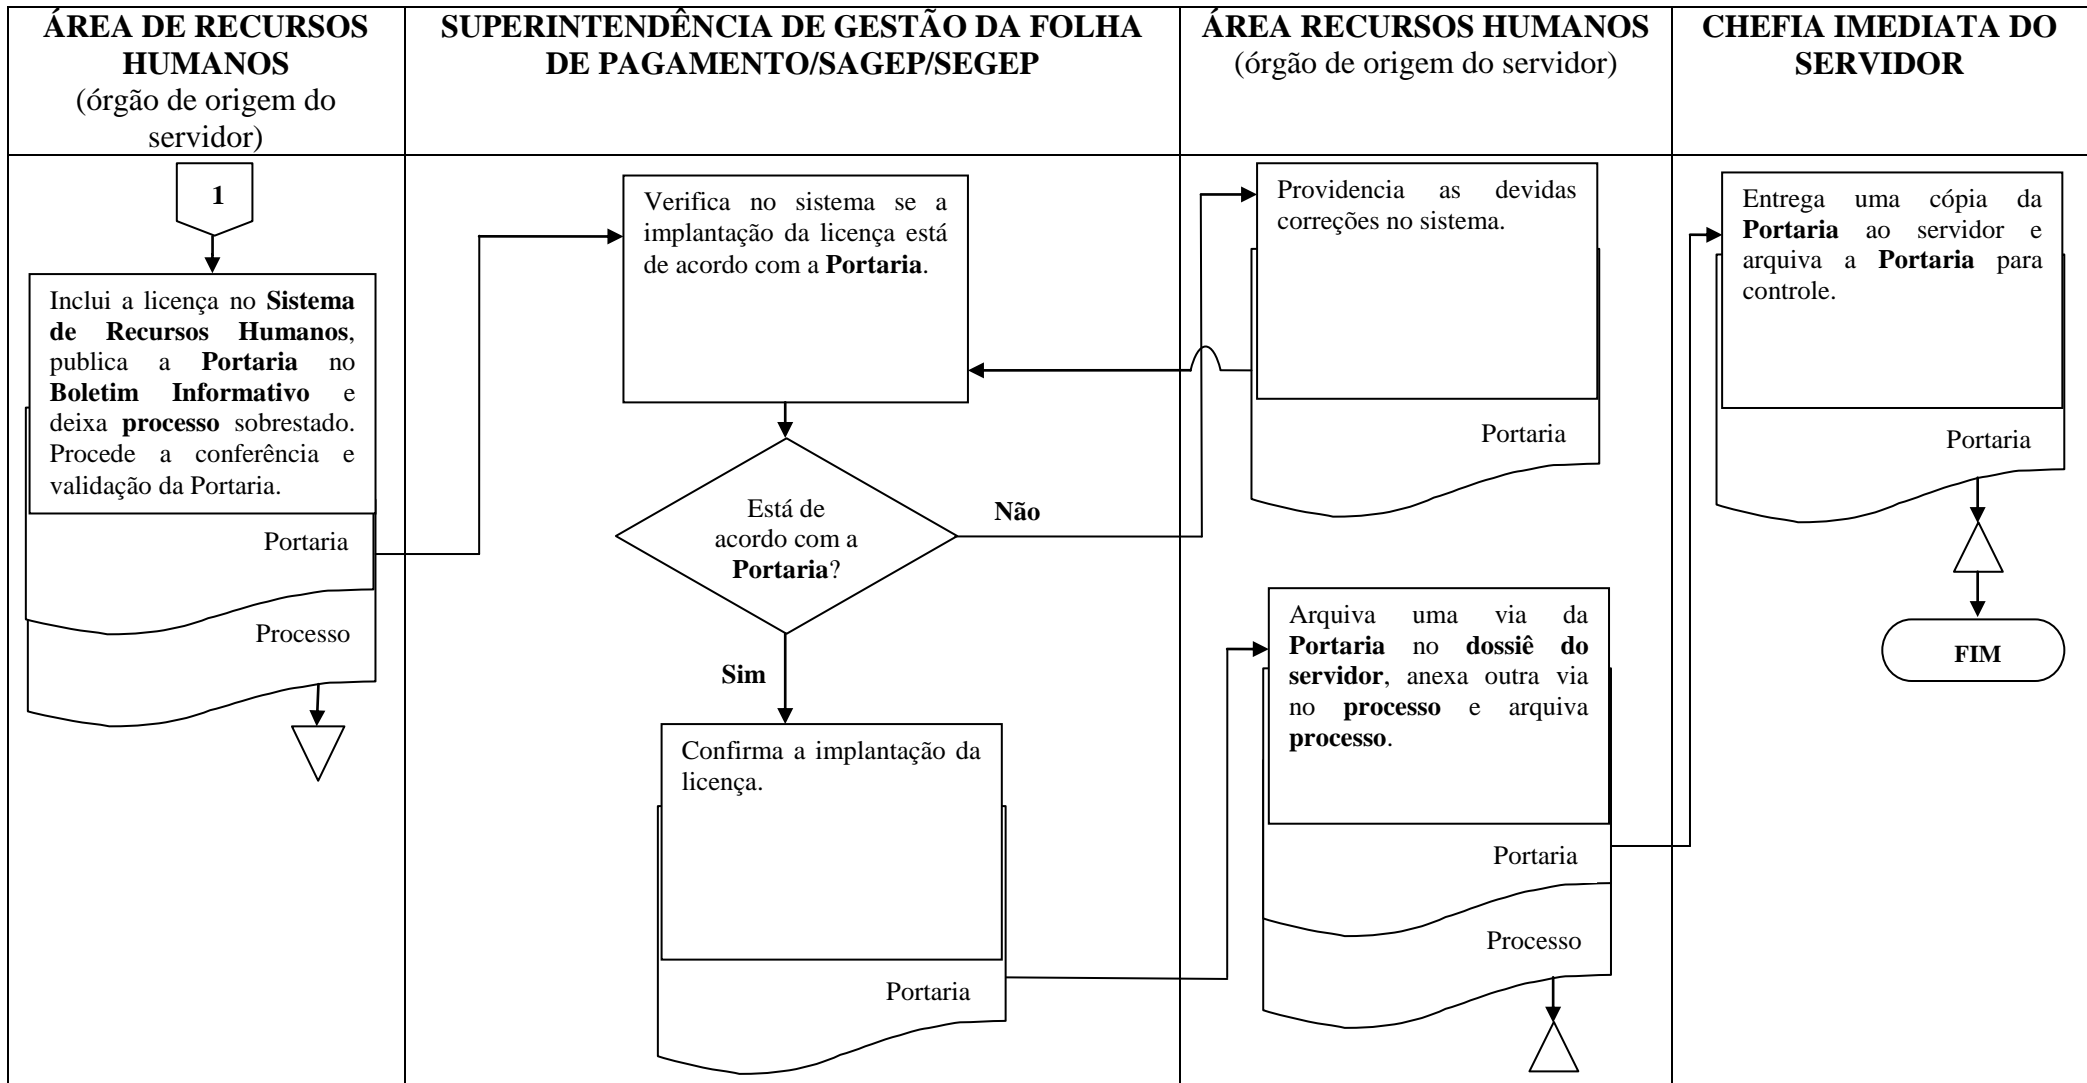 ÁREA DE RECURSOS
HUMANOS
(órgão de origem do
servidor)
SUPERINTENDÊNCIA DE GESTÃO DA FOLHA
DE PAGAMENTO/SAGEP/SEGEP
ÁREA RECURSOS HUMANOS
(órgão de origem do servidor)
CHEFIA IMEDIATA DO
SERVIDOR
1
Inclui a licença no Sistema
de Recursos Humanos,
publica a Portaria no
Boletim Informativo e
deixa processo sobrestado.
Procede a conferência e
validação da Portaria.
Portaria
Processo
Verifica no sistema se a
implantação da licença está
de acordo com a Portaria.
Está de
acordo com a
Portaria?
Não
Sim
Confirma a implantação da
licença.
Portaria
Providencia as devidas
correções no sistema.
Portaria
Arquiva uma via da
Portaria no dossiê do
servidor, anexa outra via
no processo e arquiva
processo.
Portaria
Processo
Entrega uma cópia da
Portaria ao servidor e
arquiva a Portaria para
controle.
Portaria
FIM